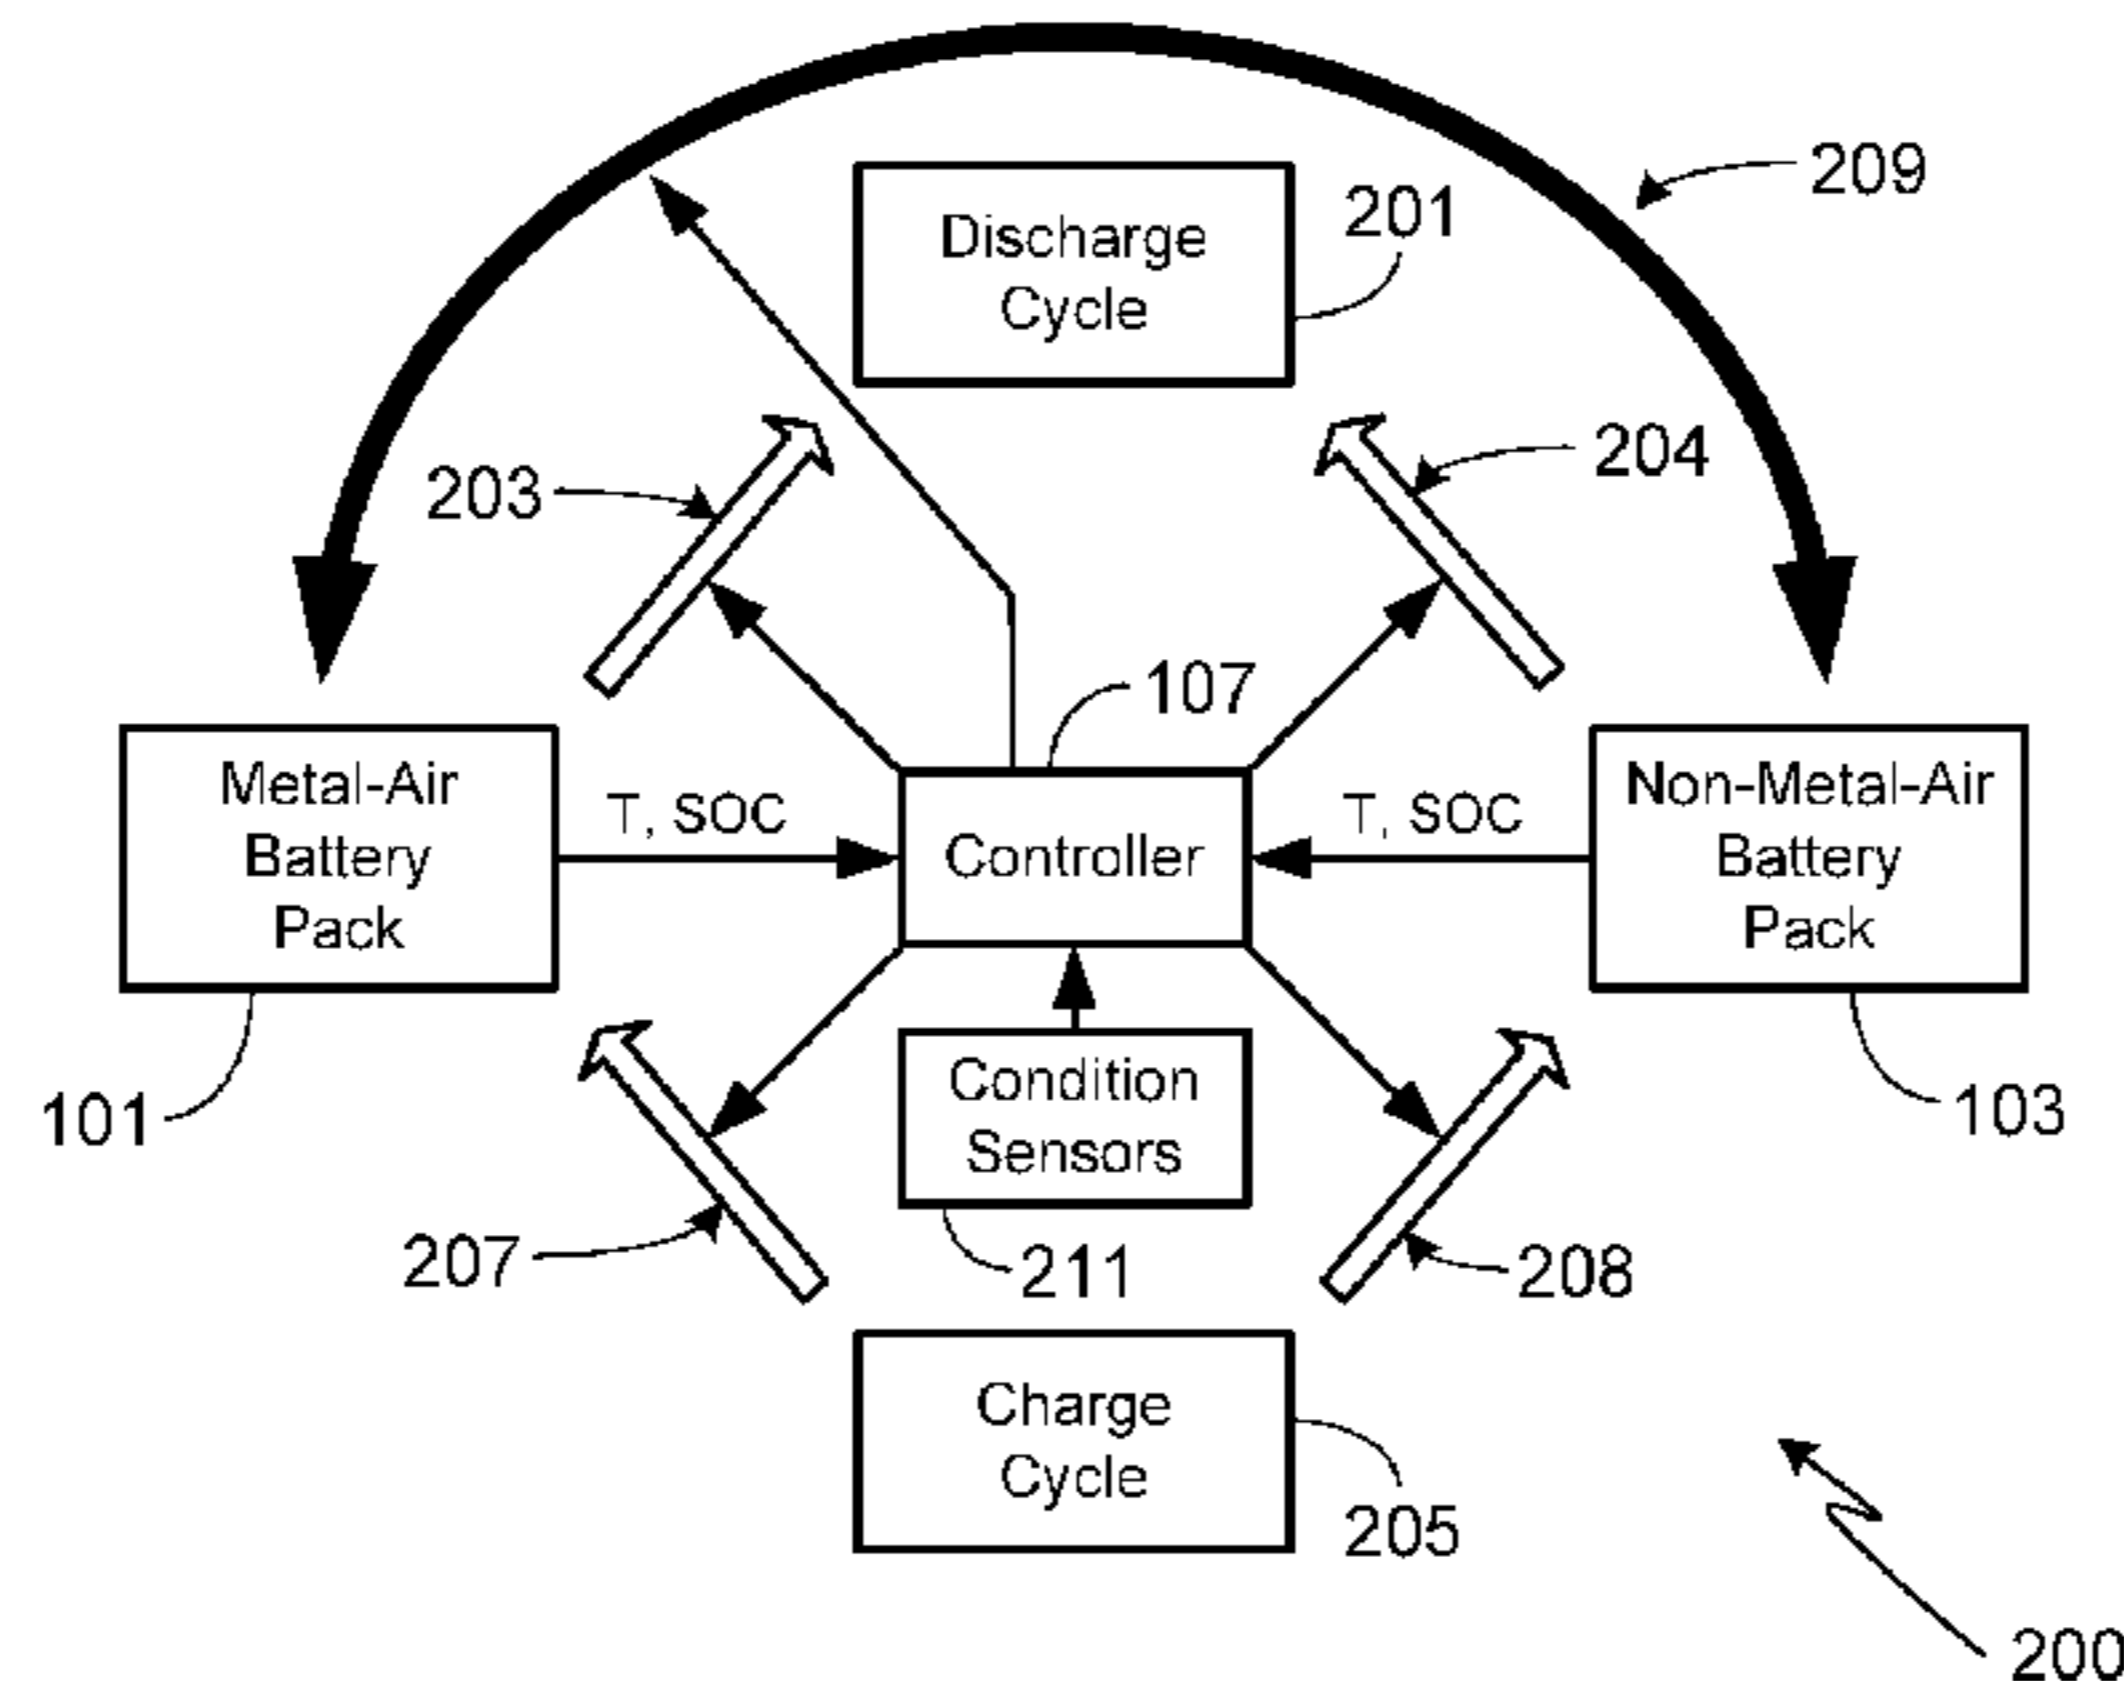 209
Discharge
Cycle
201
203
204
107
Metal-Air
Battery
Pack
T, SOC
Controller
T, SOC
Non-Metal-Air
Battery
Pack
101
Condition
Sensors
103
207
211
208
Charge
Cycle
205
200